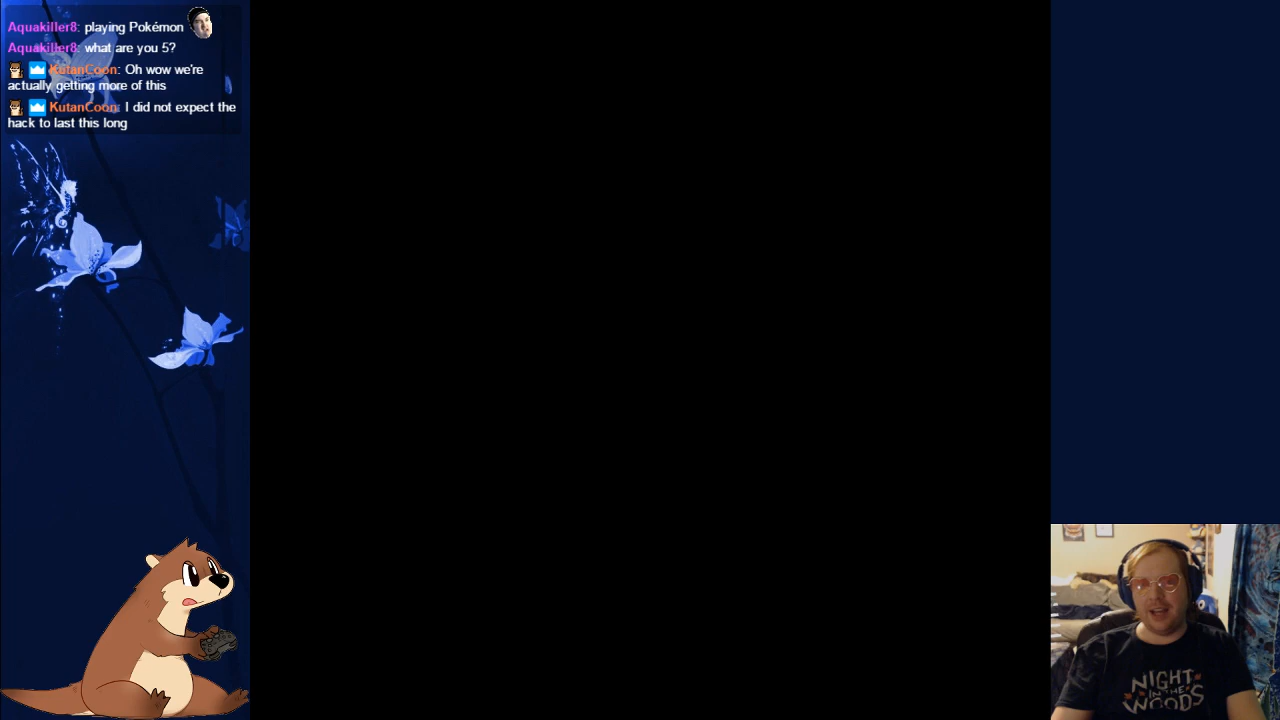 Aquakiller8: playing Pokémon
Aquakiller8: what are you 5?
KutanCoon: Oh wow we're
actually getting more of this
KutanCoon: I did not expect the
hack to last this long
NIGHT
IN THE
WOODS